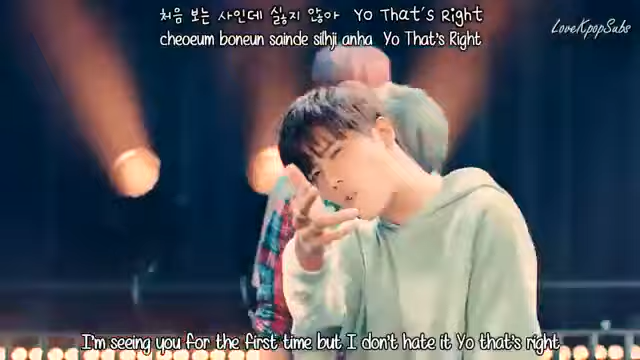 처음 보는 사인데 싫지 않아 Yo That's Right
LoveKpopSubs
cheoeum boneun sainde silhji anha Yo That's Right
I'm seeing you for the first time but I don't hate it Yo that's right